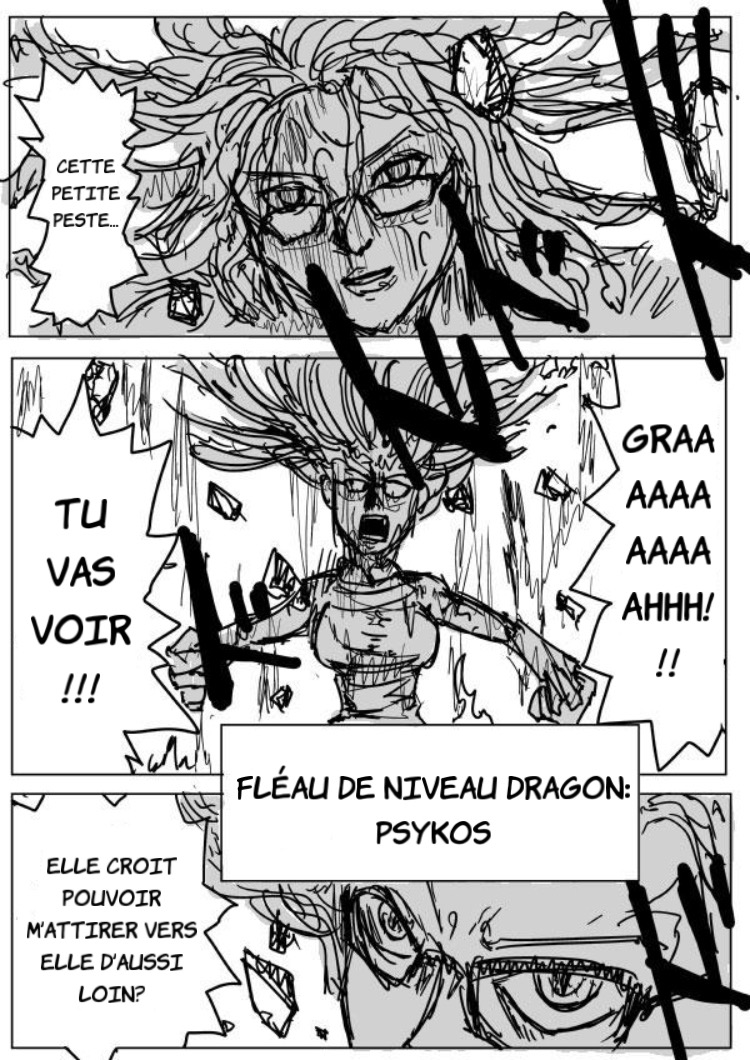 CETTE
PETITE
PESTE...
GRAA
AAAA
AAAA
AHHH!
!!
TU
VAS
VOIR
!!!
FLÉAU DE NIVEAU DRAGON:
PSYKOS
ELLE CROIT
POUVOIR
M'ATTIRER VERS
ELLE D'AUSSI
LOIN?